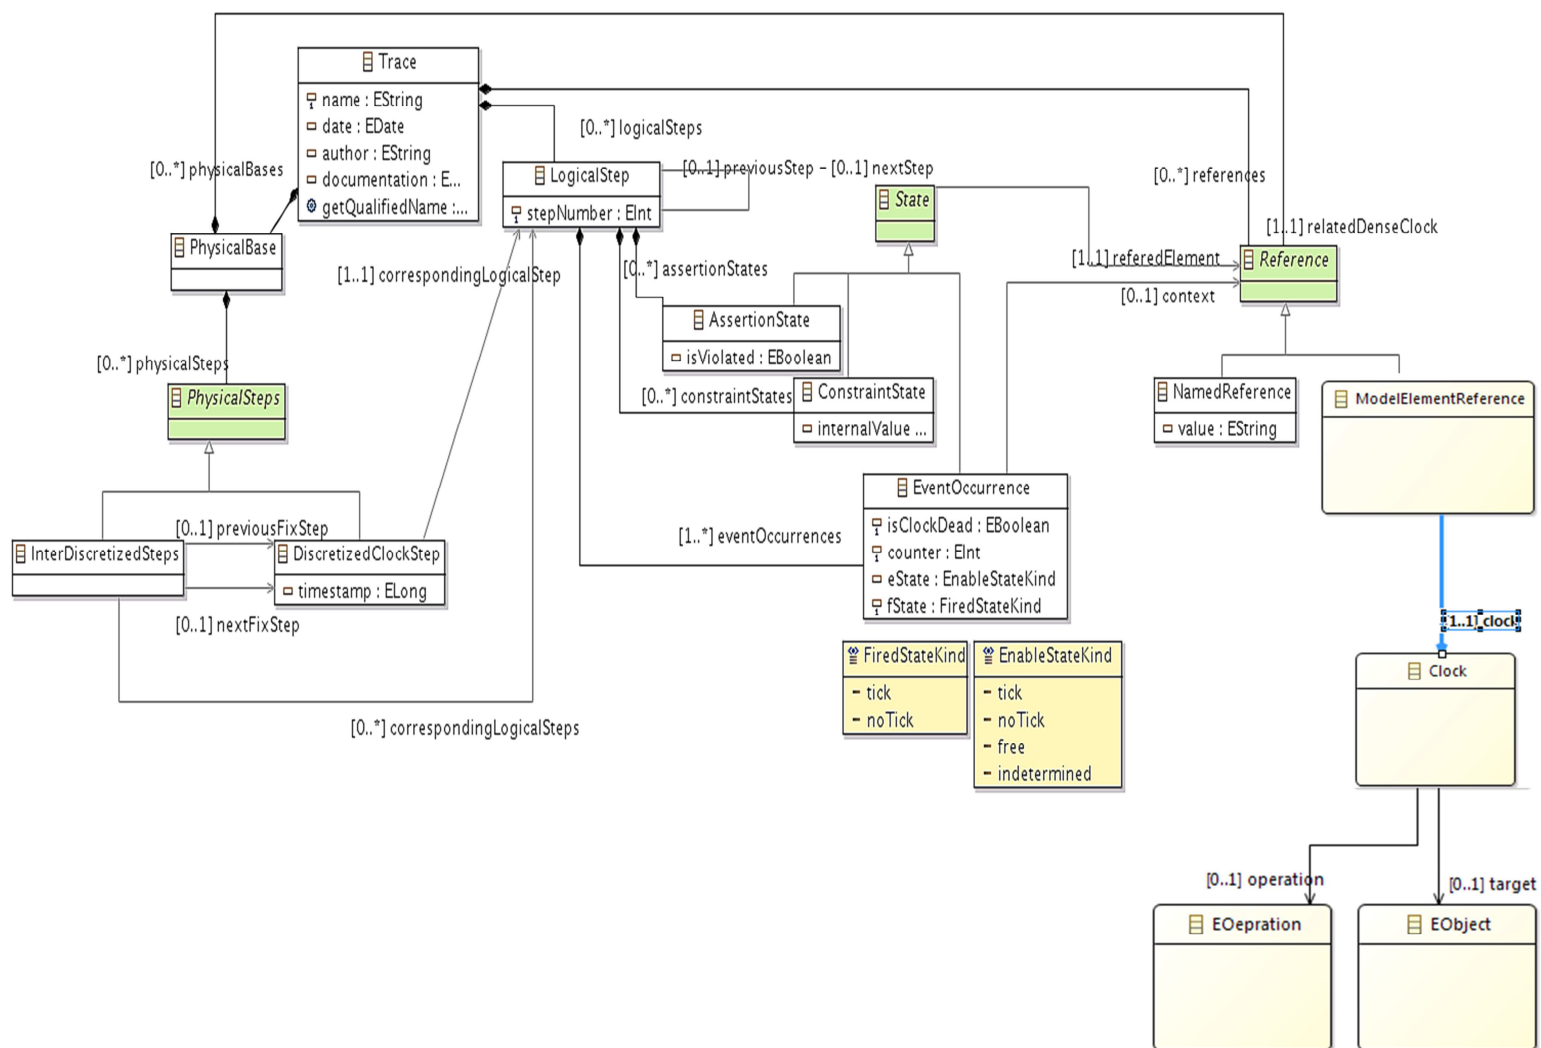 Trace
name : EString
date : EDate
author : EString
documentation : E...
getQualifiedName :...
[0..*] physicalBases
[0..*] logicalSteps
LogicalStep
stepNumber : EInt
[0..1] previousStep – [0..1] nextStep
State
[0..*] references
[1..1] relatedDenseClock
Reference
[1..1] referedElement
[0..1] context
PhysicalBase
[1..1] correspondingLogicalStep
[0..*] assertionStates
AssertionState
isViolated : EBoolean
[0..*] physicalSteps
PhysicalSteps
[0..*] constraintStates
ConstraintState
internalValue ...
NamedReference
value : EString
ModelElementReference
EventOccurrence
isClockDead : EBoolean
counter : EInt
eState : EnableStateKind
fState : FiredStateKind
[1..*] eventOccurrences
[0..1] previousFixStep
InterDiscretizedSteps
DiscretizedClockStep
timestamp : ELong
[0..1] nextFixStep
[0..*] correspondingLogicalSteps
FiredStateKind
tick
noTick
EnableStateKind
tick
noTick
free
indetermined
[1..1] clock
Clock
[0..1] operation
[0..1] target
EOepration
EObject